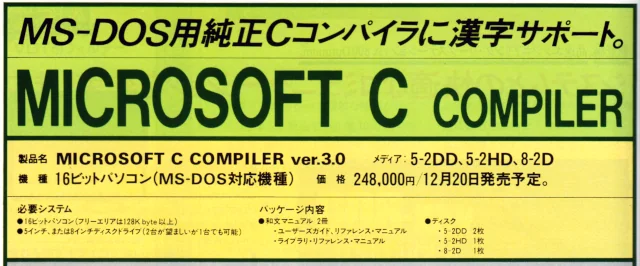 MS-DOS用純正Cコンパイラに漢字サポート。
MICROSOFT C COMPILER
製品名 MICROSOFT C COMPILER ver.3.0 メディア:5-2DD、5-2HD、8-2D
機 種 16ビットパソコン(MS-DOS対応機種) 価 格 248,000/12月20日発売予定。
必要システム
●16ビットパソコン(フリーエリアは128K byte以上)
●5インチ、または8インチディスクドライブ(2台が望ましいが1台でも可能)
パッケージ内容
●和文マニュアル 2冊
・ユーザーズガイド、リファレンス・マニュアル
・ライブラリ・リファレンス・マニュアル
●ディスク
・5-2DD 2枚
・5-2HD 1枚
・8-2D 1枚